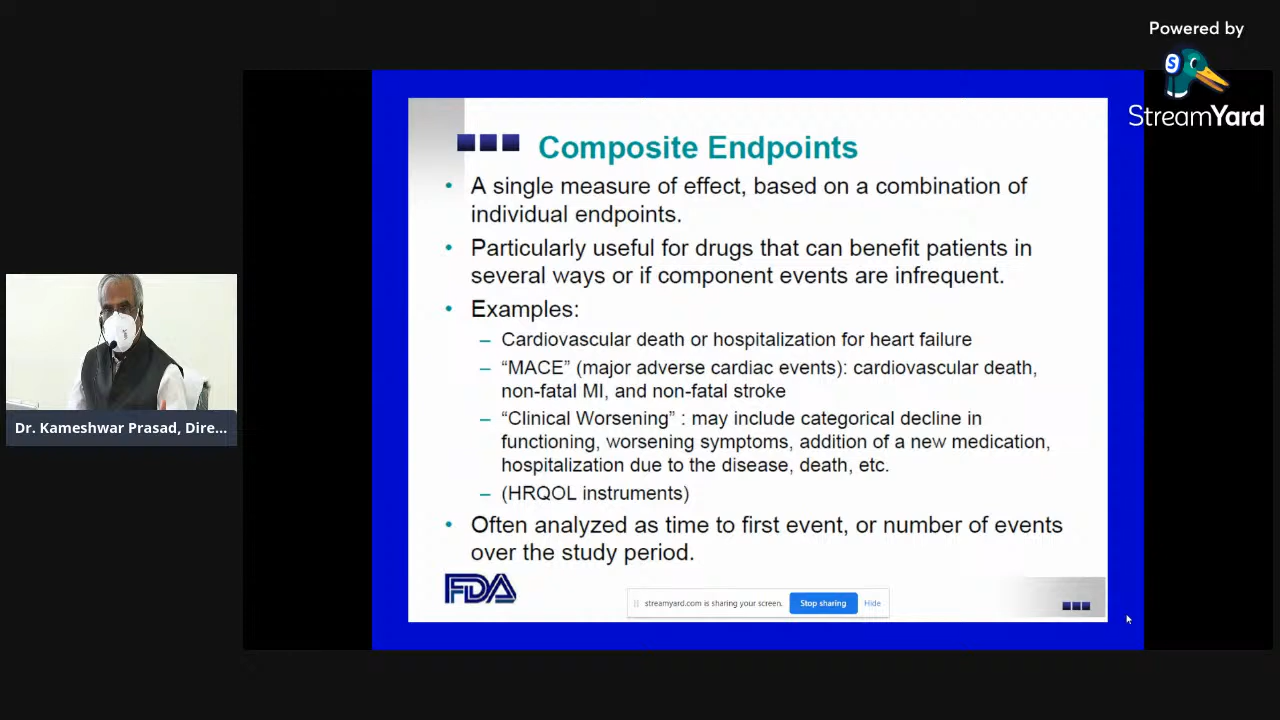 Powered by
S
StreamYard
Composite Endpoints
• A single measure of effect, based on a combination of
individual endpoints.
• Particularly useful for drugs that can benefit patients in
several ways or if component events are infrequent.
• Examples:
– Cardiovascular death or hospitalization for heart failure
– “MACE” (major adverse cardiac events): cardiovascular death,
non-fatal MI, and non-fatal stroke
– “Clinical Worsening” : may include categorical decline in
functioning, worsening symptoms, addition of a new medication,
hospitalization due to the disease, death, etc.
– (HRQOL instruments)
• Often analyzed as time to first event, or number of events
over the study period.
FDA
streamyard.com is sharing your screen.
Stop sharing
Hide
Dr. Kameshwar Prasad, Dire...